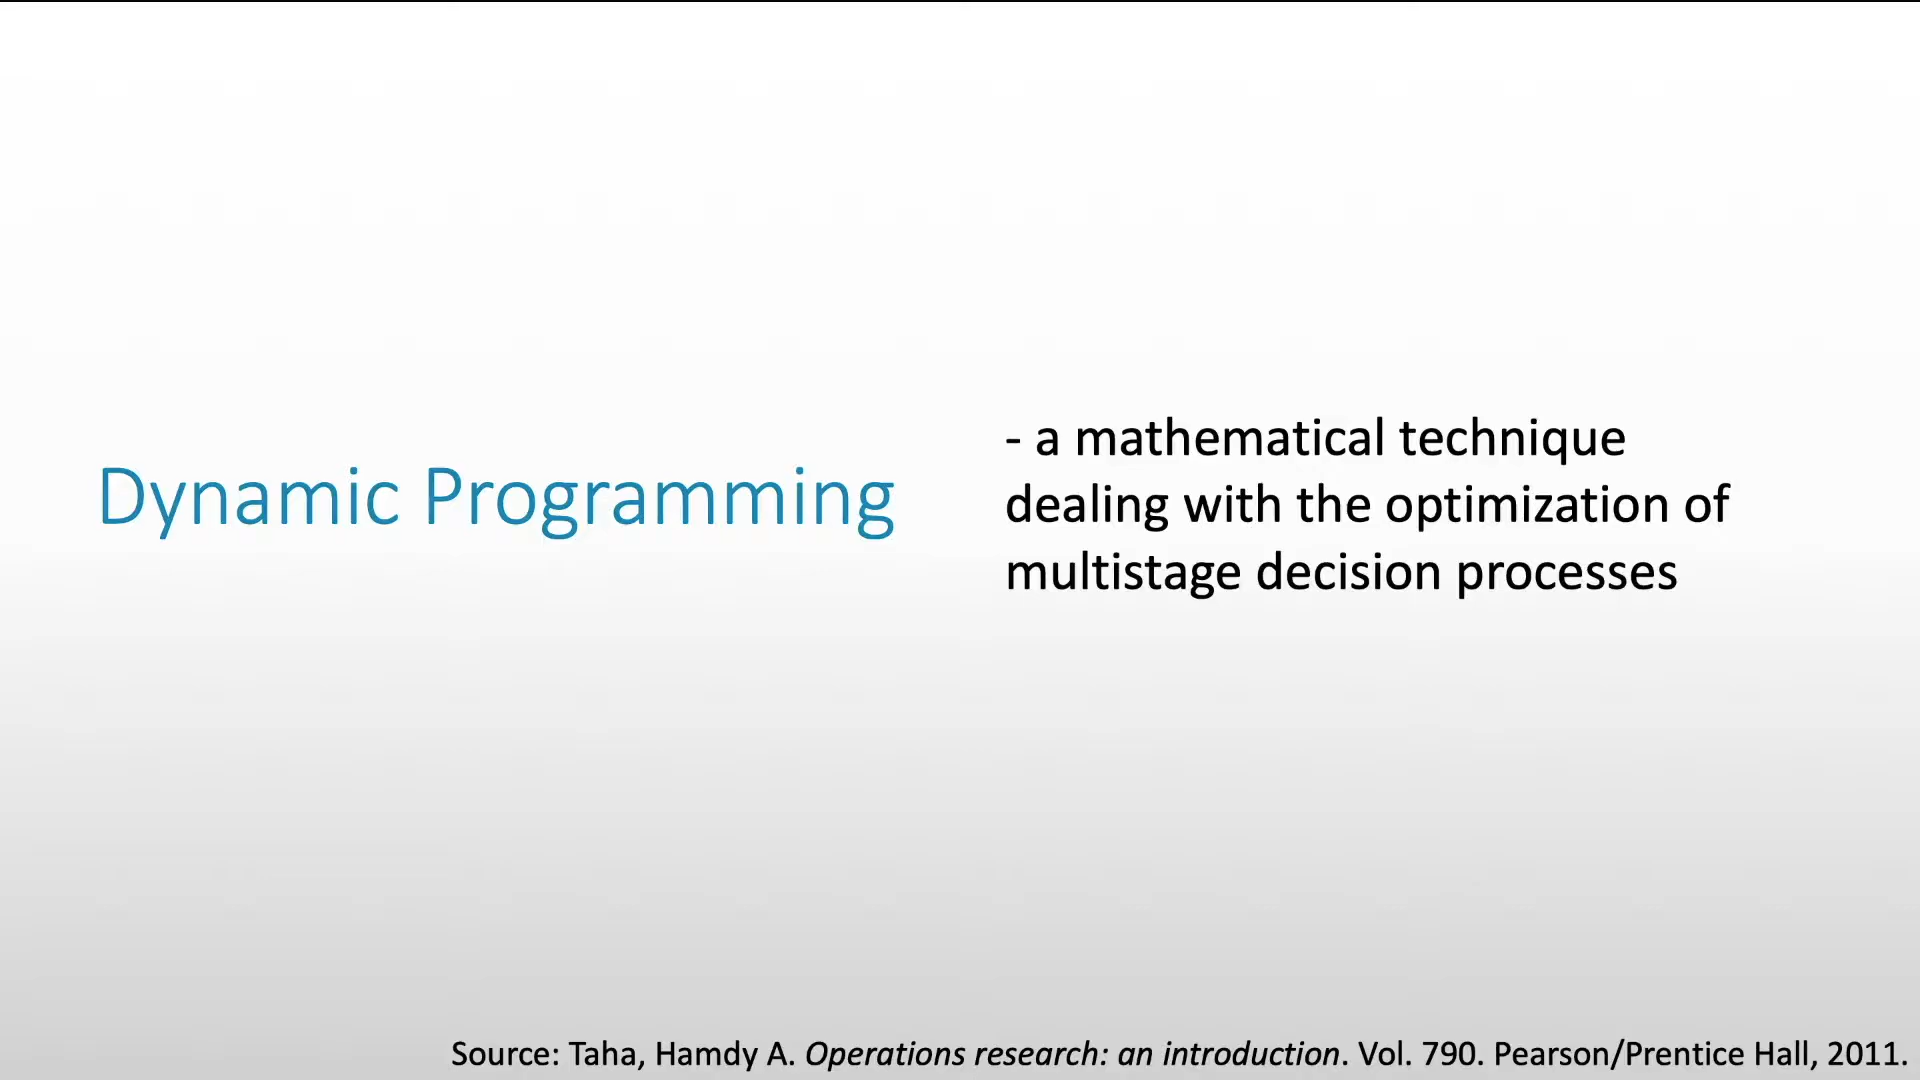 Dynamic Programming
- a mathematical technique
dealing with the optimization of
multistage decision processes
Source: Taha, Hamdy A. Operations research: an introduction. Vol. 790. Pearson/Prentice Hall, 2011.